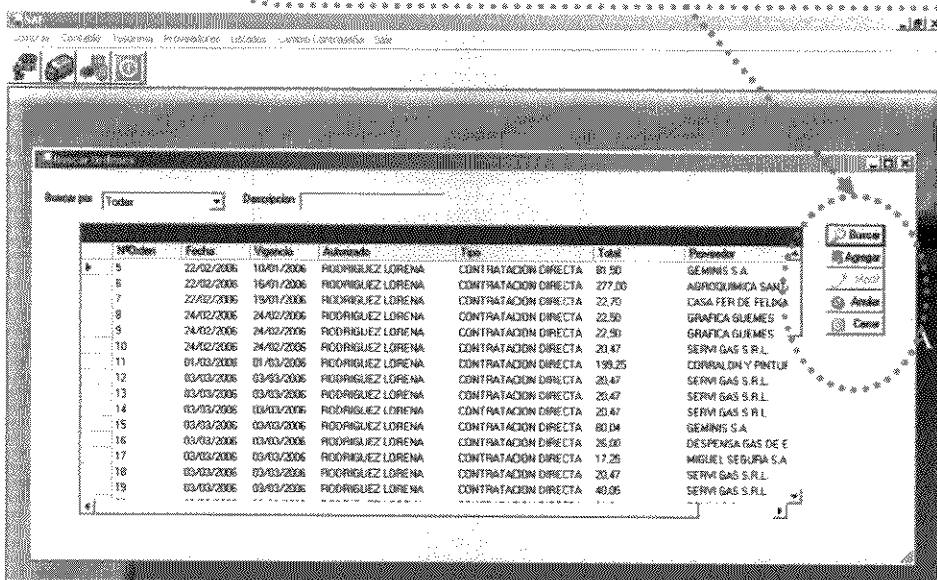 Contable Tesoreria Proveedores Listados Cambio Contraseña Salir
Buscar por Todas Descripcion
Buscar
Agregar
Modif.
Anular
Cerrar
NºOrden Fecha Vigencia Autorizado Tipo Total Proveedor
5 22/02/2006 10/01/2006 RODRIGUEZ LORENA CONTRATACION DIRECTA 81,50 GEMINIS S.A
6 22/02/2006 16/01/2006 RODRIGUEZ LORENA CONTRATACION DIRECTA 277,00 AGROQUIMICA
7 22/02/2006 19/01/2006 RODRIGUEZ LORENA CONTRATACION DIRECTA 22,70 CASA FER DE
8 24/02/2006 24/02/2006 RODRIGUEZ LORENA CONTRATACION DIRECTA 22,50 GRAFICA GUEMES
9 24/02/2006 24/02/2006 RODRIGUEZ LORENA CONTRATACION DIRECTA 22,90 GRAFICA GUEMES
10 24/02/2006 24/02/2006 RODRIGUEZ LORENA CONTRATACION DIRECTA 20,47 SERVI GAS S.R.L.
11 01/03/2006 01/03/2006 RODRIGUEZ LORENA CONTRATACION DIRECTA 199,25 CORRALON Y PINTUF
12 03/03/2006 03/03/2006 RODRIGUEZ LORENA CONTRATACION DIRECTA 20,47 SERVI GAS S.R.L.
13 03/03/2006 03/03/2006 RODRIGUEZ LORENA CONTRATACION DIRECTA 20,47 SERVI GAS S.R.L.
14 03/03/2006 03/03/2006 RODRIGUEZ LORENA CONTRATACION DIRECTA 20,47 SERVI GAS S.R.L.
15 03/03/2006 03/03/2006 RODRIGUEZ LORENA CONTRATACION DIRECTA 80,04 GEMINIS S.A
16 03/03/2006 03/03/2006 RODRIGUEZ LORENA CONTRATACION DIRECTA 26,00 DESPENSA GAS DE E
17 03/03/2006 03/03/2006 RODRIGUEZ LORENA CONTRATACION DIRECTA 17,25 MIGUEL SEGURA S.A
18 03/03/2006 03/03/2006 RODRIGUEZ LORENA CONTRATACION DIRECTA 20,47 SERVI GAS S.R.L.
19 03/03/2006 03/03/2006 RODRIGUEZ LORENA CONTRATACION DIRECTA 40,06 SERVI GAS S.R.L.